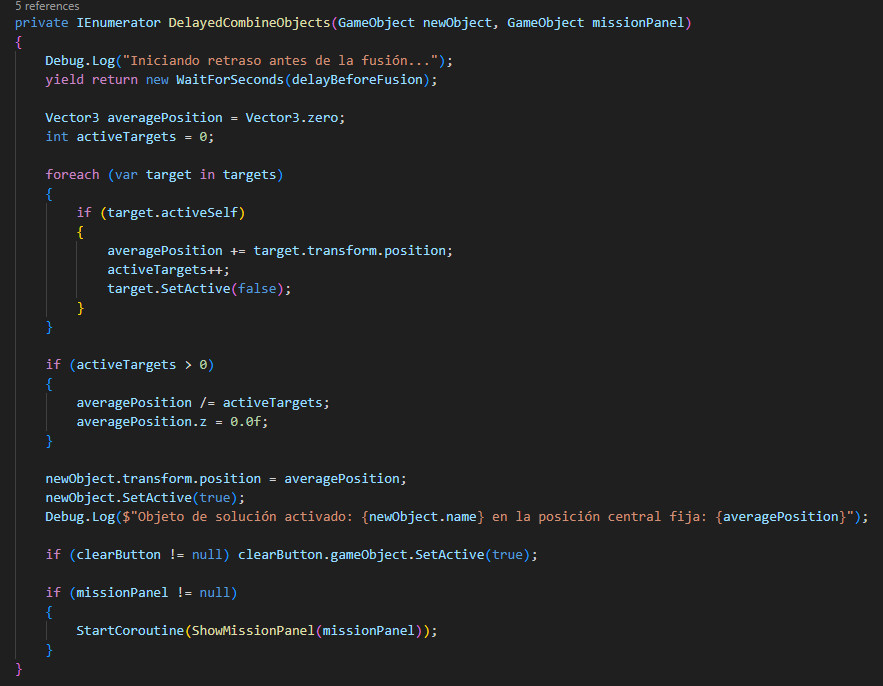 5 references
private IEnumerator DelayedCombineObjects(GameObject newObject, GameObject missionPanel)
{
    Debug.Log("Iniciando retraso antes de la fusión...");
    yield return new WaitForSeconds(delayBeforeFusion);

    Vector3 averagePosition = Vector3.zero;
    int activeTargets = 0;

    foreach (var target in targets)
    {
        if (target.activeSelf)
        {
            averagePosition += target.transform.position;
            activeTargets++;
            target.SetActive(false);
        }
    }

    if (activeTargets > 0)
    {
        averagePosition /= activeTargets;
        averagePosition.z = 0.0f;
    }

    newObject.transform.position = averagePosition;
    newObject.SetActive(true);
    Debug.Log($"Objeto de solución activado: {newObject.name} en la posición central fija: {averagePosition}");

    if (clearButton != null) clearButton.gameObject.SetActive(true);

    if (missionPanel != null)
    {
        StartCoroutine(ShowMissionPanel(missionPanel));
    }
}